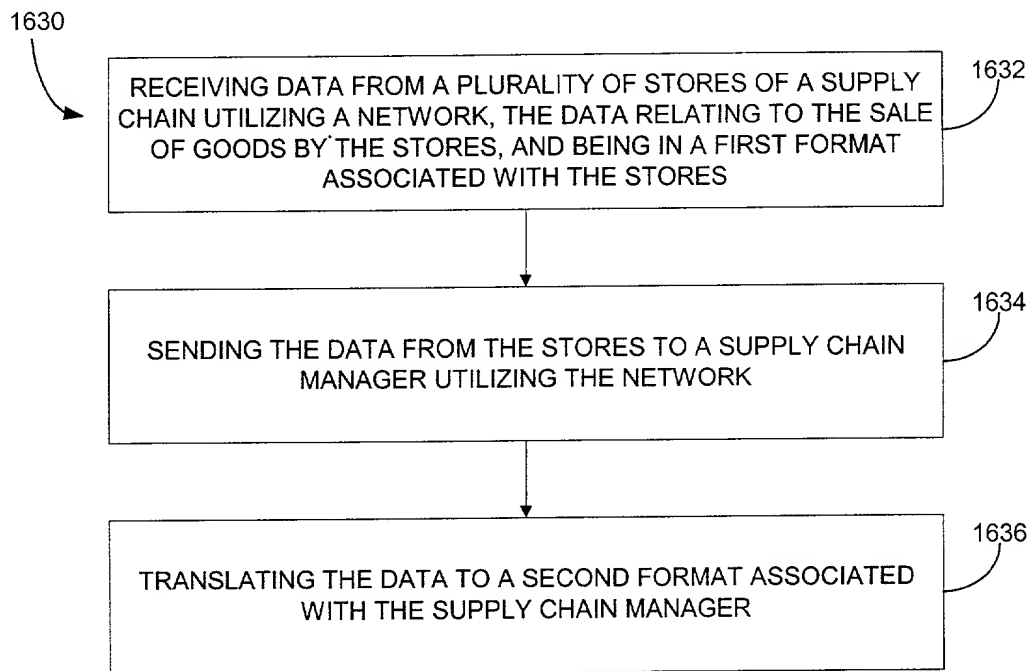 1630
RECEIVING DATA FROM A PLURALITY OF STORES OF A SUPPLY
CHAIN UTILIZING A NETWORK, THE DATA RELATING TO THE SALE
OF GOODS BY THE STORES, AND BEING IN A FIRST FORMAT
ASSOCIATED WITH THE STORES
1632
SENDING THE DATA FROM THE STORES TO A SUPPLY CHAIN
MANAGER UTILIZING THE NETWORK
1634
TRANSLATING THE DATA TO A SECOND FORMAT ASSOCIATED
WITH THE SUPPLY CHAIN MANAGER
1636